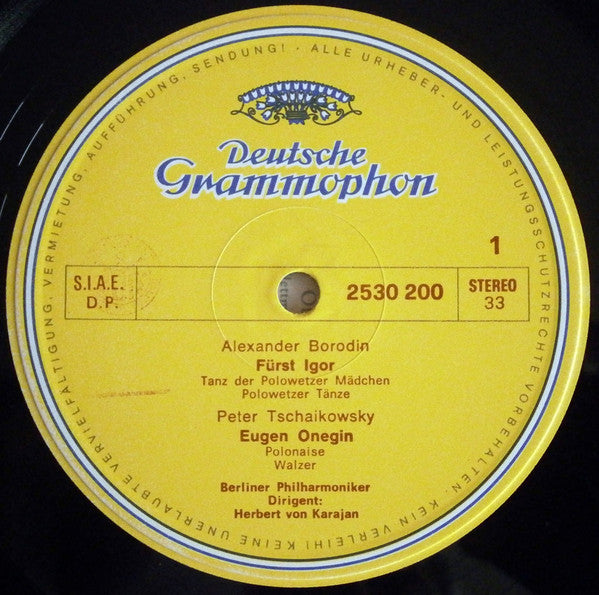 ALLE URHEBER- UND LEISTUNGSSCHUTZRECHTE VORBEHALTEN · KEIN VERLEIH! KEINE UNERLAUBTE VERVIELFÄLTIGUNG, VERMIETUNG, AUFFÜHRUNG, SENDUNG! ·
Deutsche
Grammophon
1
S.I.A.E.
D.P.
2530 200
STEREO
33
Alexander Borodin
Fürst Igor
Tanz der Polowetzer Mädchen
Polowetzer Tänze
Peter Tschaikowsky
Eugen Onegin
Polonaise
Walzer
Berliner Philharmoniker
Dirigent:
Herbert von Karajan